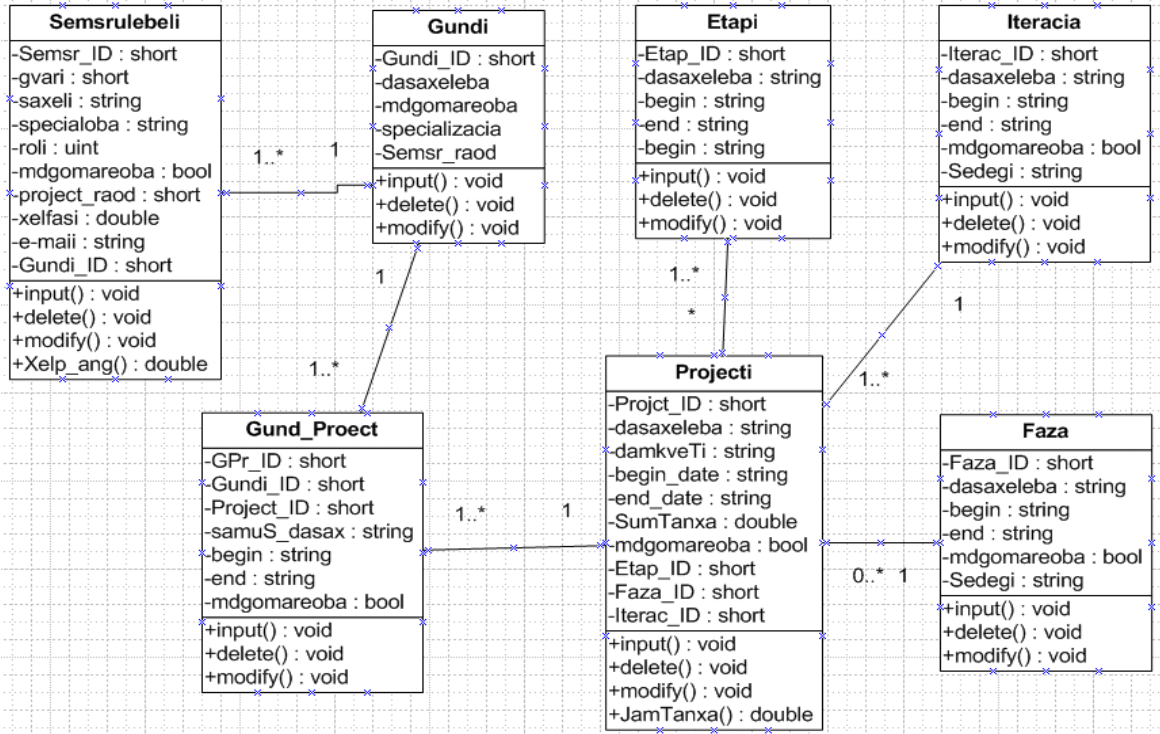 Semsrulebeli
-Semsr_ID : short
-gvari : short
-saxeli : string
-specialoba : string
-roli : uint
-mdgomareoba : bool
-project_raod : short
-xelfasi : double
-e-maii : string
-Gundi_ID : short
+input() : void
+delete() : void
+modify() : void
+Xelp_ang() : double
1..*
1
Gundi
-Gundi_ID : short
-dasaxeleba
-mdgomareoba
-specializacia
-Semsr_raod
+input() : void
+delete() : void
+modify() : void
1
1..*
Etapi
-Etap_ID : short
-dasaxeleba : string
-begin : string
-end : string
-begin : string
+input() : void
+delete() : void
+modify() : void
1..*
*
Iteracia
-Iterac_ID : short
-dasaxeleba : string
-begin : string
-end : string
-mdgomareoba : bool
-Sedegi : string
+input() : void
+delete() : void
+modify() : void
1
1..*
Gund_Proect
-GPr_ID : short
-Gundi_ID : short
-Project_ID : short
-samuS_dasax : string
-begin : string
-end : string
-mdgomareoba : bool
+input() : void
+delete() : void
+modify() : void
1..*
1
Projecti
-Projct_ID : short
-dasaxeleba : string
-damkveTi : string
-begin_date : string
-end_date : string
-SumTanxa : double
-mdgomareoba : bool
-Etap_ID : short
-Faza_ID : short
-Iterac_ID : short
+input() : void
+delete() : void
+modify() : void
+JamTanxa() : double
0..*
1
Faza
-Faza_ID : short
-dasaxeleba : string
-begin : string
-end : string
-mdgomareoba : bool
-Sedegi : string
+input() : void
+delete() : void
+modify() : void